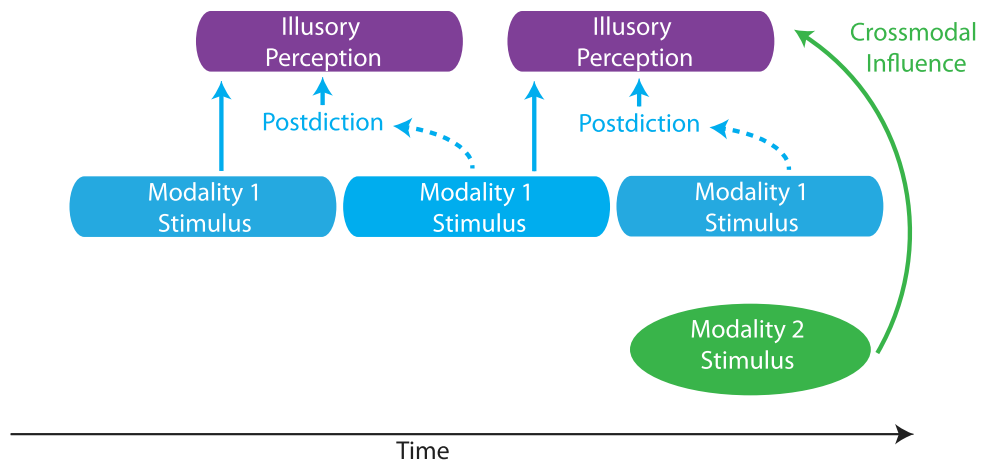 Illusory
Perception
Illusory
Perception
Crossmodal
Influence
Postdiction
Postdiction
Modality 1
Stimulus
Modality 1
Stimulus
Modality 1
Stimulus
Modality 2
Stimulus
Time